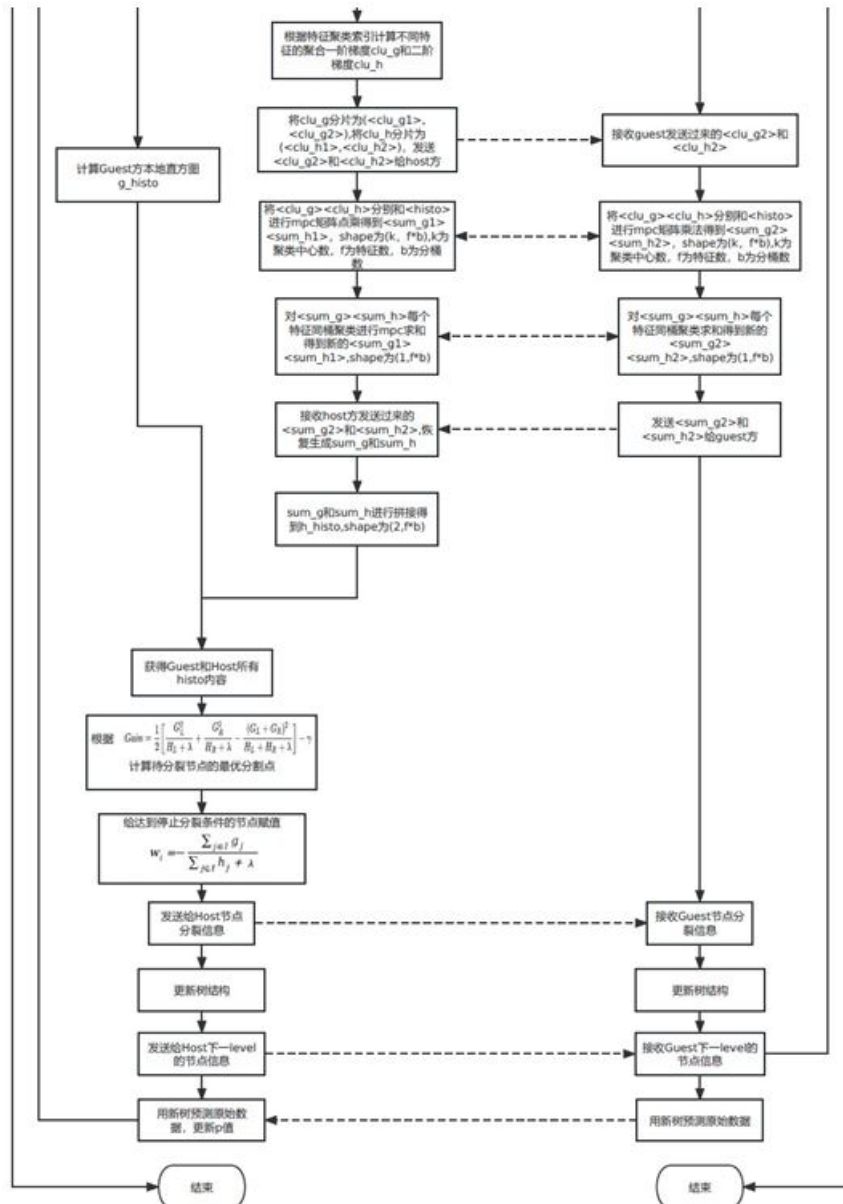 根据特征聚类索引计算不同特
征的聚合一阶梯度clu_g和二阶
梯度clu_h
将clu_g分片为(<clu_g1>,
<clu_g2>),将clu_h分片为
(<clu_h1>,<clu_h2>)，发送
<clu_g2>和<clu_h2>给host方
接收guest发送过来的<clu_g2>和
<clu_h2>
计算Guest方本地直方图
g_histo
将<clu_g><clu_h>分别和<histo>
进行mpc矩阵点乘得到<sum_g1>
<sum_h1>，shape为(k，f*b),k为
聚类中心数，f为特征数，b为分桶
数
将<clu_g><clu_h>分别和<histo>
进行mpc矩阵乘法得到<sum_g2>
<sum_h2>，shape为(k，f*b),k为
聚类中心数，f为特征数，b为分桶数
对<sum_g><sum_h>每个
特征同桶聚类进行mpc求和
得到新的<sum_g1>
<sum_h1>,shape为(1,f*b)
对<sum_g><sum_h>每个
特征同桶聚类求和得到新的
<sum_g2>
<sum_h2>,shape为(1,f*b)
接收host方发送过来的
<sum_g2>和<sum_h2>,恢
复生成sum_g和sum_h
发送<sum_g2>和
<sum_h2>给guest方
sum_g和sum_h进行拼接得
到h_histo,shape为(2,f*b)
获得Guest和Host所有
histo内容
根据 Gain = 1/2 [ G_L^2/(H_L+λ) + G_R^2/(H_R+λ) - (G_L+G_R)^2/(H_L+H_R+λ) ] - γ
计算待分裂节点的最优分割点
给达到停止分裂条件的节点赋值
w_i = - ∑_{j∈I} g_j / (∑_{j∈I} h_j + λ)
发送给Host节点
分裂信息
接收Guest节点分
裂信息
更新树结构
更新树结构
发送给Host下一level
的节点信息
接收Guest下一level的
节点信息
用新树预测原始数
据，更新p值
用新树预测原始数据
结束
结束